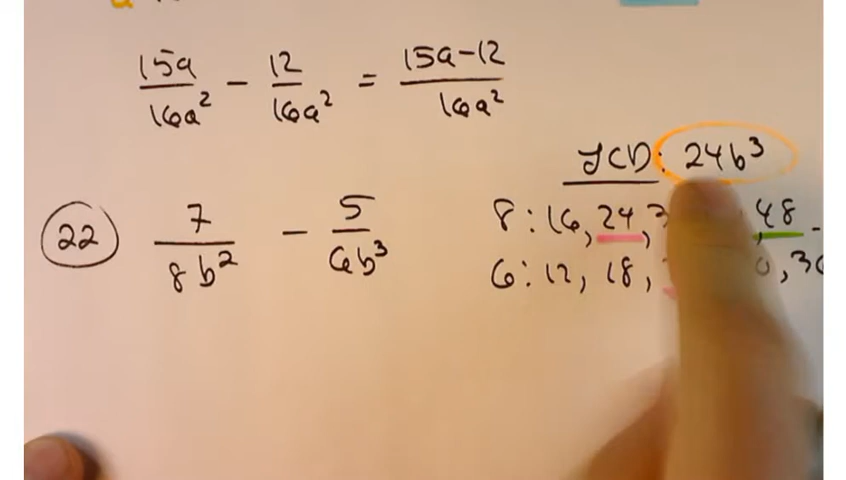 15a/16a² − 12/16a² = (15a−12)/16a²
LCD: 24b³
22 7/8b² − 5/6b³
8: 16, 24, 48
6: 12, 18,